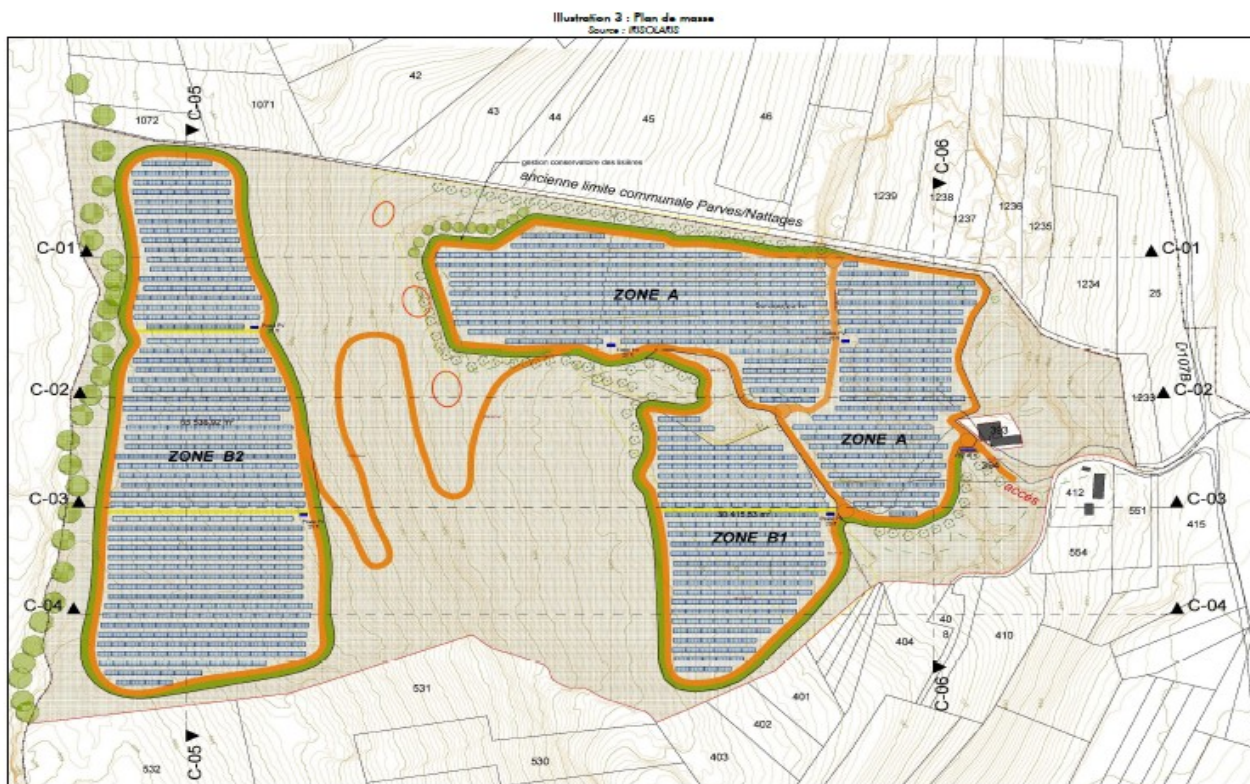 Illustration 3 : Plan de masse
Source : IRISOLARIS
42
1071
1072
C-05
43
44
45
46
gestion conservatoire des lisières
ancienne limite communale Parves/Nattages
C-06
1239
1238
1237
1236
1235
1234
C-01
C-01
25
ZONE A
D107B
C-02
C-02
1233
ZONE B2
ZONE A
accès
C-03
C-03
412
551
415
554
ZONE B1
C-04
C-04
404
40
8
410
C-06
401
402
403
531
530
532
C-05